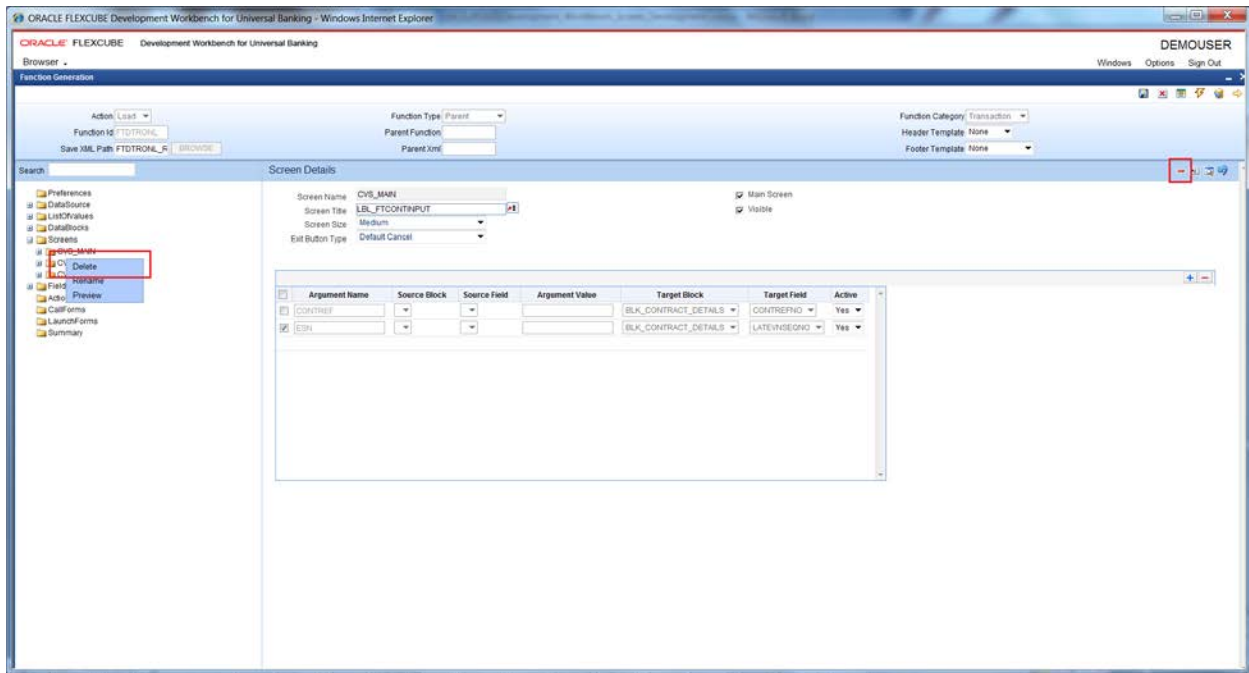 ORACLE FLEXCUBE Development Workbench for Universal Banking - Windows Internet Explorer
ORACLE FLEXCUBE Development Workbench for Universal Banking
DEMOUSER
Browser
Windows Options Sign Out
Function Generation
Action Load Function Type Parent Function Category Transaction
Function Id FTDTRONL Parent Function Header Template None
Save XML Path FTDTRONL_R BROWSE Parent Xml Footer Template None
Search
Screen Details
Preferences
DataSource
ListOfValues
DataBlocks
Screens
CVS_MAIN
Delete
Rename
Preview
Field
Actio
CallForms
LaunchForms
Summary
Screen Name CVS_MAIN Main Screen
Screen Title LBL_FTCONTINPUT Visible
Screen Size Medium
Exit Button Type Default Cancel
Argument Name Source Block Source Field Argument Value Target Block Target Field Active
CONTREF BLK_CONTRACT_DETAILS CONTREFNO Yes
ESN BLK_CONTRACT_DETAILS LATEVNSEQNO Yes